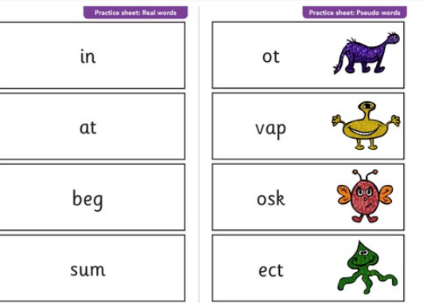 Practice sheet: Real words
in
at
beg
sum
Practice sheet: Pseudo words
ot
vap
osk
ect